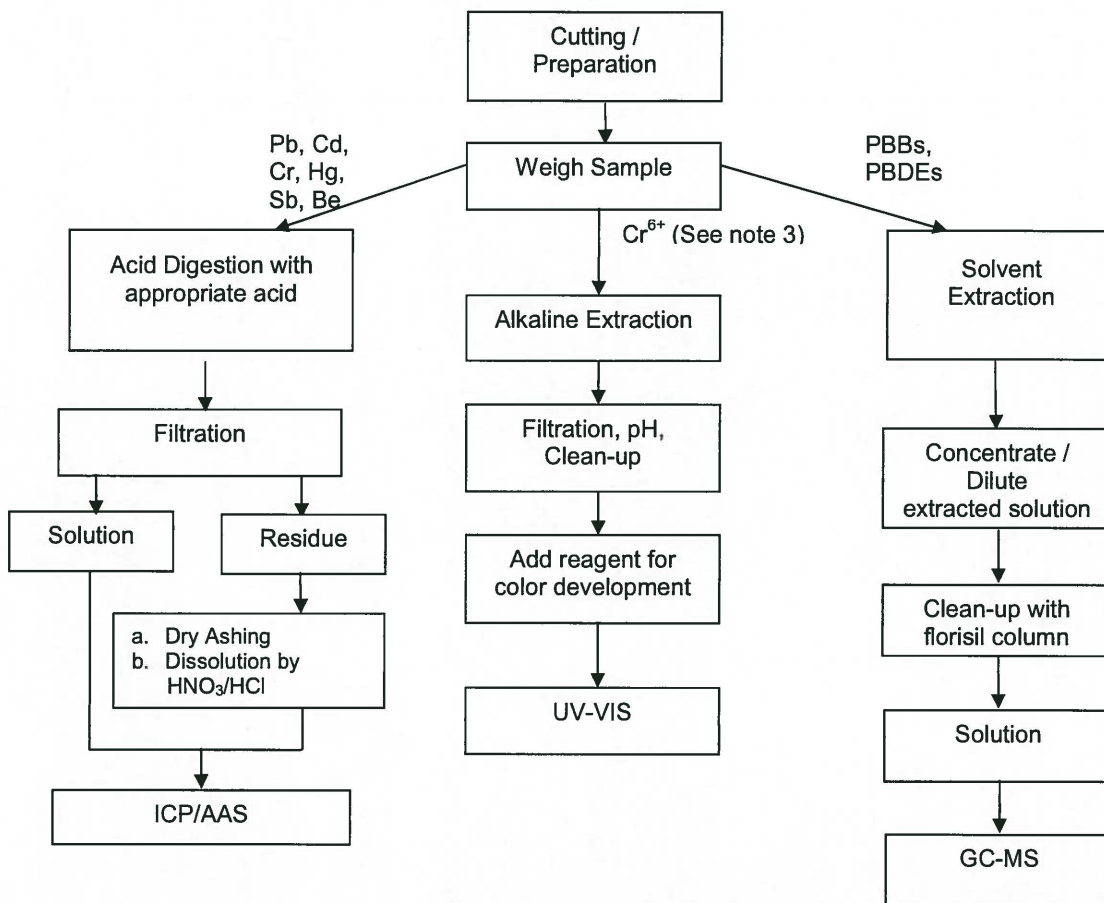 Cutting /
Preparation
Weigh Sample
Pb, Cd,
Cr, Hg,
Sb, Be
PBBs,
PBDEs
Cr⁶⁺ (See note 3)
Acid Digestion with
appropriate acid
Filtration
Solution
Residue
a. Dry Ashing
b. Dissolution by
HNO₃/HCl
ICP/AAS
Alkaline Extraction
Filtration, pH,
Clean-up
Add reagent for
color development
UV-VIS
Solvent
Extraction
Concentrate /
Dilute
extracted solution
Clean-up with
florisil column
Solution
GC-MS